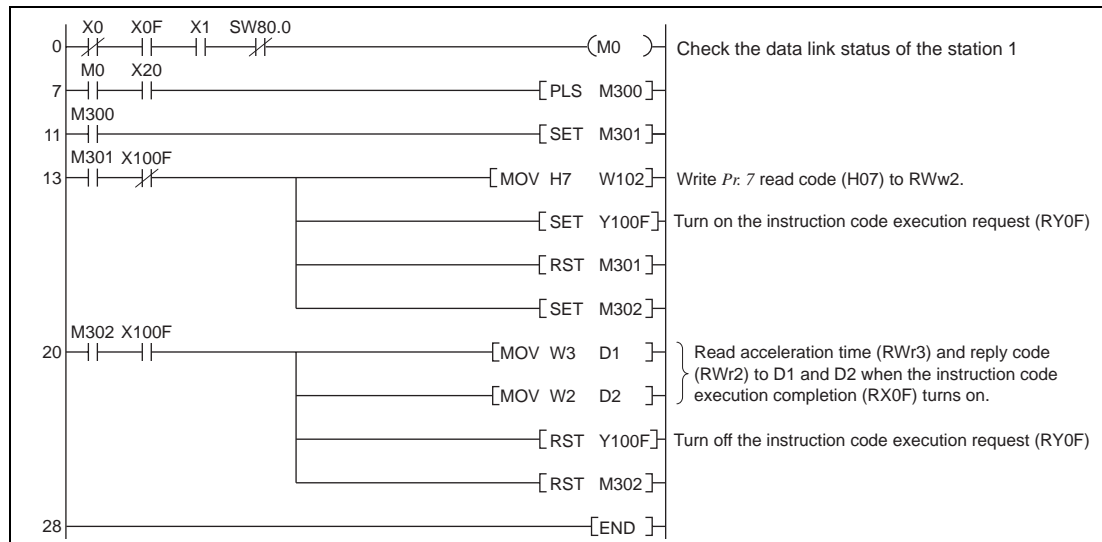 X0 X0F X1 SW80.0
0 M0 Check the data link status of the station 1
M0 X20
7 PLS M300
M300
11 SET M301
M301 X100F
13 MOV H7 W102 Write Pr. 7 read code (H07) to RWw2.
SET Y100F Turn on the instruction code execution request (RY0F)
RST M301
SET M302
M302 X100F
20 MOV W3 D1 Read acceleration time (RWr3) and reply code
(RWr2) to D1 and D2 when the instruction code
MOV W2 D2 execution completion (RX0F) turns on.
RST Y100F Turn off the instruction code execution request (RY0F)
RST M302
28 END